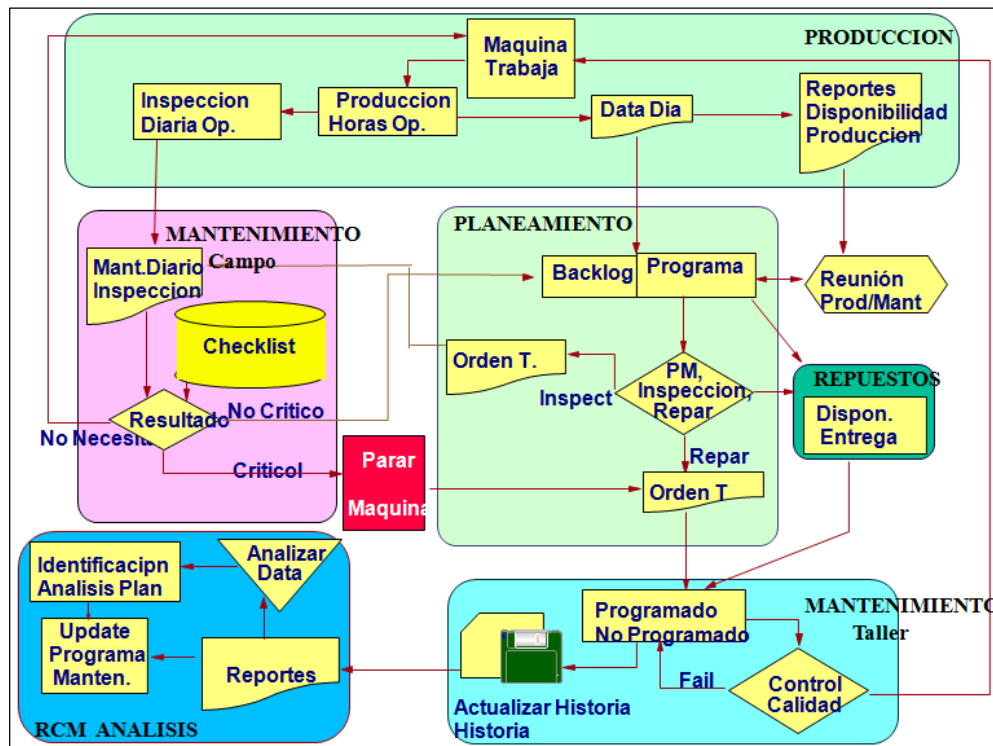 PRODUCCION
Maquina
Trabaja
Inspeccion
Diaria Op.
Produccion
Horas Op.
Data Dia
Reportes
Disponibilidad
Produccion
MANTENIMIENTO
Campo
Mant.Diario
Inspeccion
Checklist
Resultado
No Critico
No Necesita
Criticol
Parar
Maquina
PLANEAMIENTO
Backlog
Programa
Reunión
Prod/Mant
Orden T.
Inspect
PM,
Inspeccion,
Repar
Repar
Orden T
REPUESTOS
Dispon.
Entrega
MANTENIMIENTO
Taller
Programado
No Programado
Fail
Control
Calidad
Actualizar Historia
Historia
Analizar
Data
Identificacipn
Analisis Plan
Update
Programa
Manten.
Reportes
RCM ANALISIS